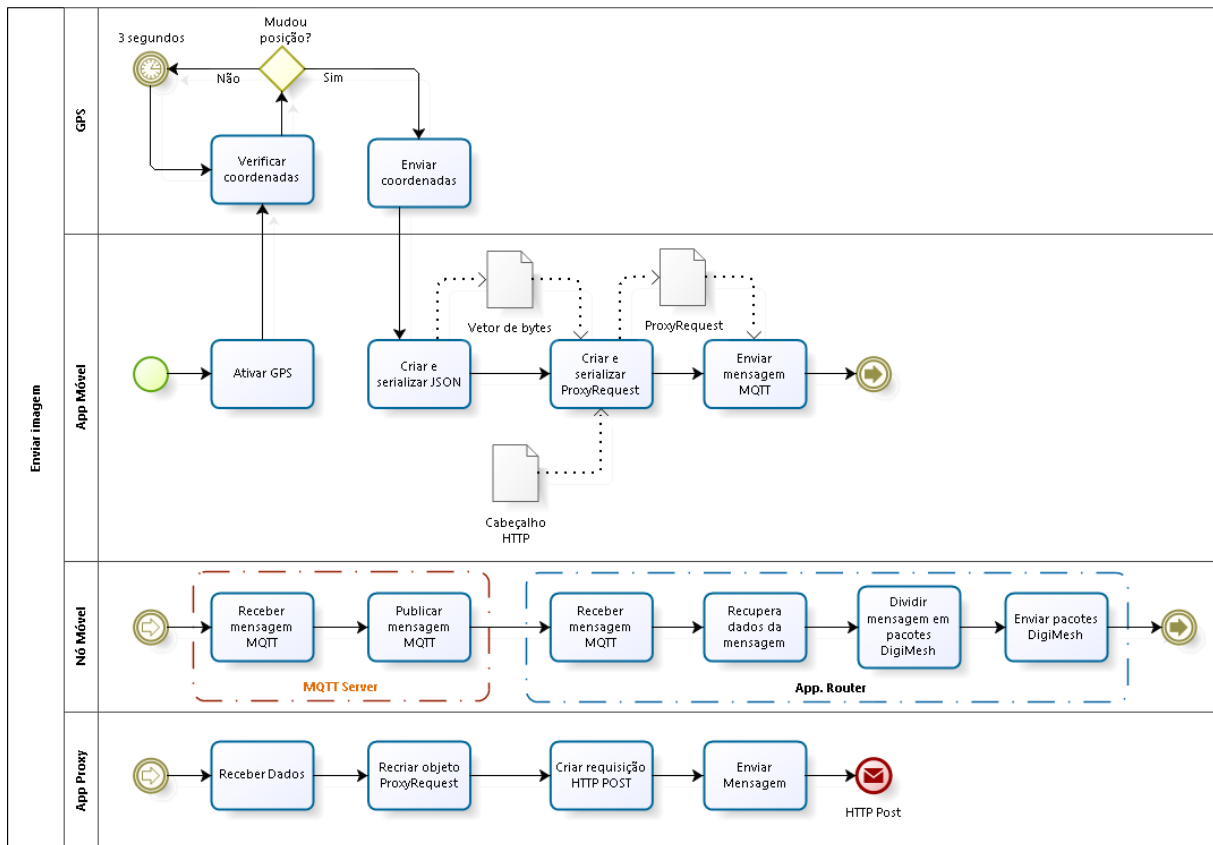 Enviar imagem
GPS
3 segundos
Mudou
posição?
Não
Sim
Verificar
coordenadas
Enviar
coordenadas
App Móvel
Vetor de bytes
ProxyRequest
Ativar GPS
Criar e
serializar JSON
Criar e
serializar
ProxyRequest
Enviar
mensagem
MQTT
Cabeçalho
HTTP
Nó Móvel
Receber
mensagem
MQTT
Publicar
mensagem
MQTT
MQTT Server
Receber
mensagem
MQTT
Recupera
dados da
mensagem
Dividir
mensagem em
pacotes
DigiMesh
Enviar pacotes
DigiMesh
App. Router
App Proxy
Receber Dados
Recriar objeto
ProxyRequest
Criar requisição
HTTP POST
Enviar
Mensagem
HTTP Post